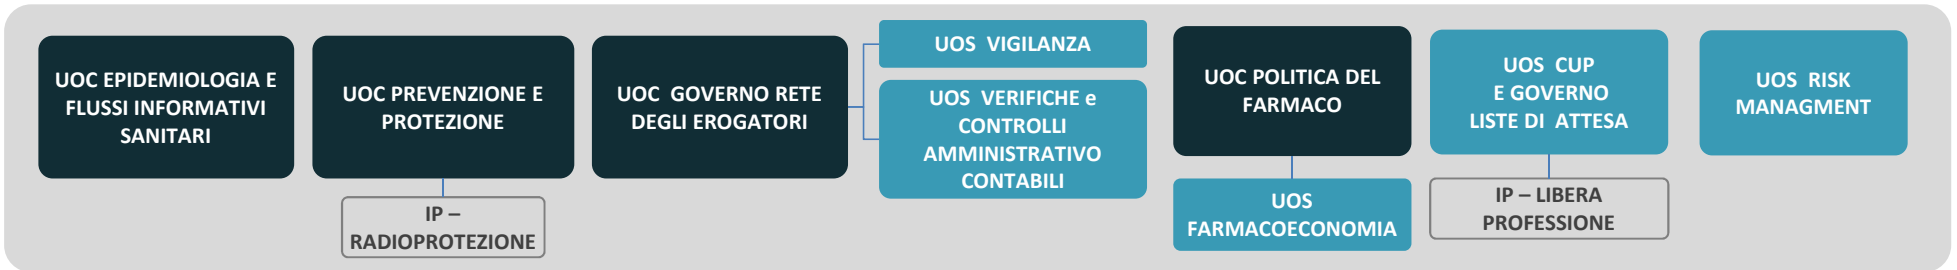 UOC EPIDEMIOLOGIA E
FLUSSI INFORMATIVI
SANITARI
UOC PREVENZIONE E
PROTEZIONE
IP –
RADIOPROTEZIONE
UOC GOVERNO RETE
DEGLI EROGATORI
UOS VIGILANZA
UOS VERIFICHE e
CONTROLLI
AMMINISTRATIVO
CONTABILI
UOC POLITICA DEL
FARMACO
UOS
FARMACOECONOMIA
UOS CUP
E GOVERNO
LISTE DI ATTESA
IP – LIBERA
PROFESSIONE
UOS RISK
MANAGMENT